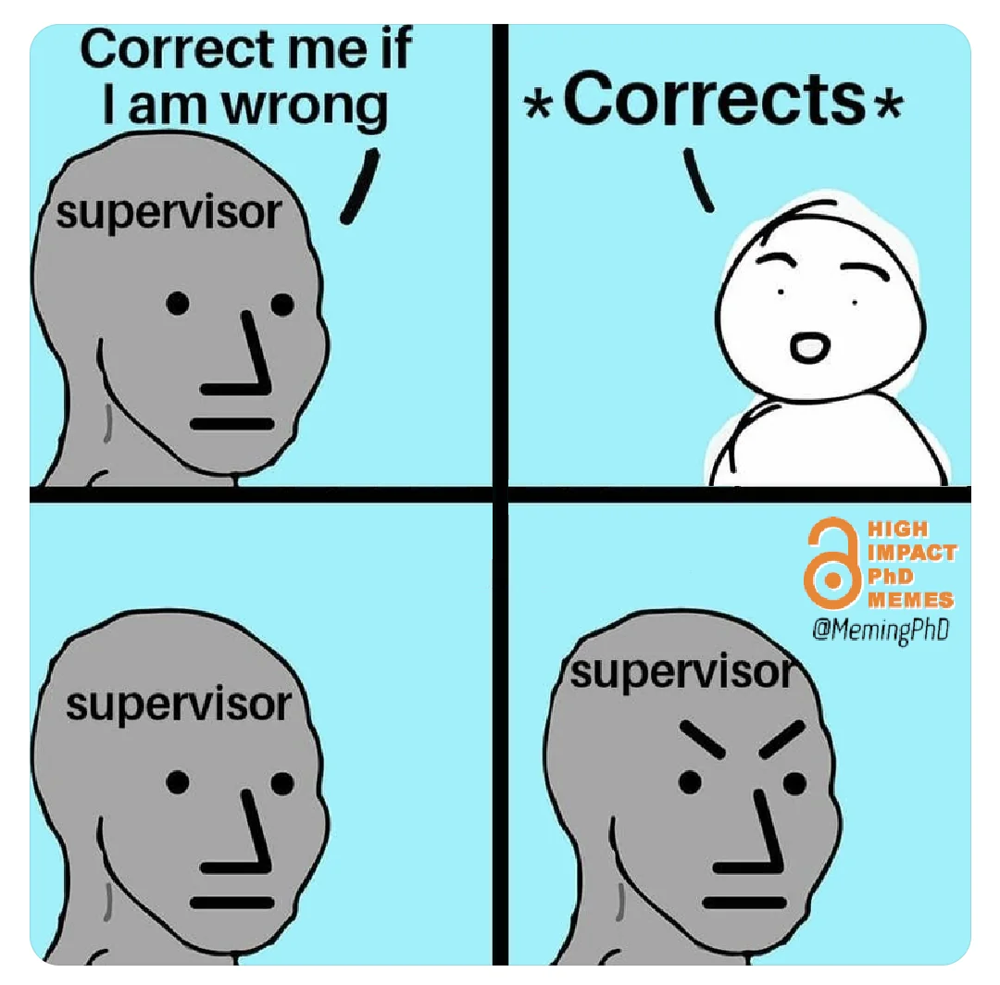 Correct me if
I am wrong
supervisor
*Corrects*
supervisor
supervisor
HIGH
IMPACT
PhD
MEMES
@MemingPhD